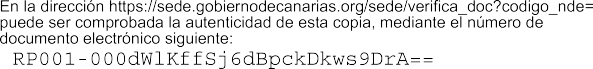 En la dirección https://sede.gobiernodecanarias.org/sede/verifica_doc?codigo_nde=
puede ser comprobada la autenticidad de esta copia, mediante el número de
documento electrónico siguiente:
RP001-000dWlKffSj6dBpckDkws9DrA==